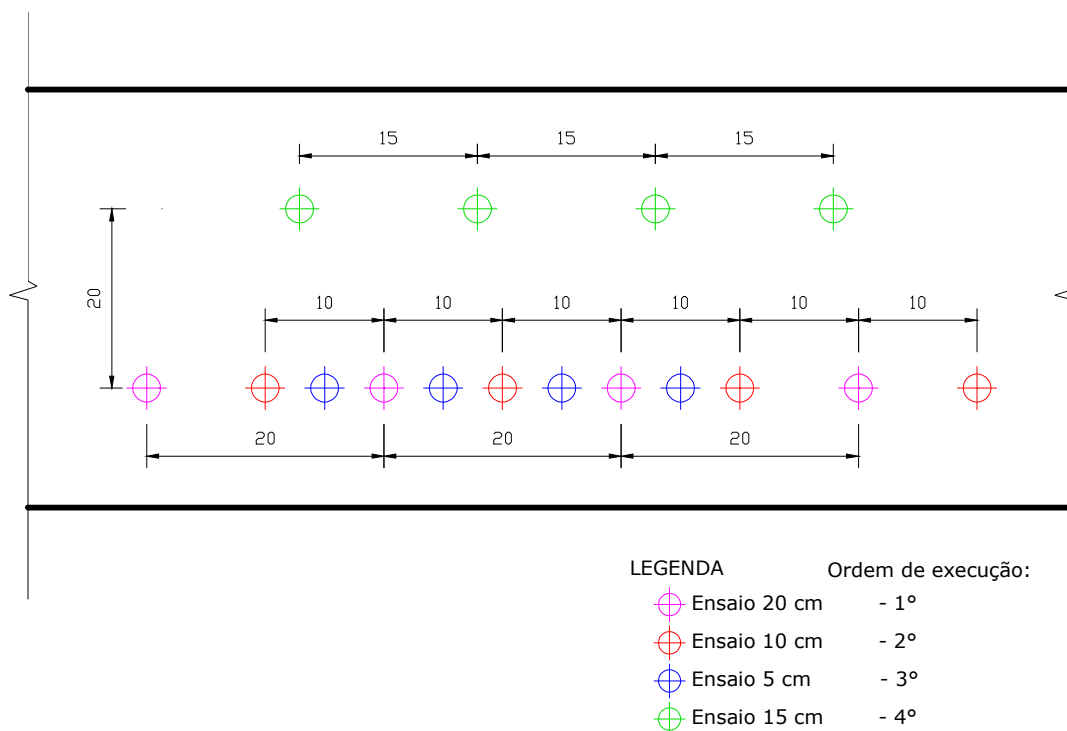 15 15 15
20
10 10 10 10 10 10
20 20 20
LEGENDA Ordem de execução:
Ensaio 20 cm - 1°
Ensaio 10 cm - 2°
Ensaio 5 cm - 3°
Ensaio 15 cm - 4°